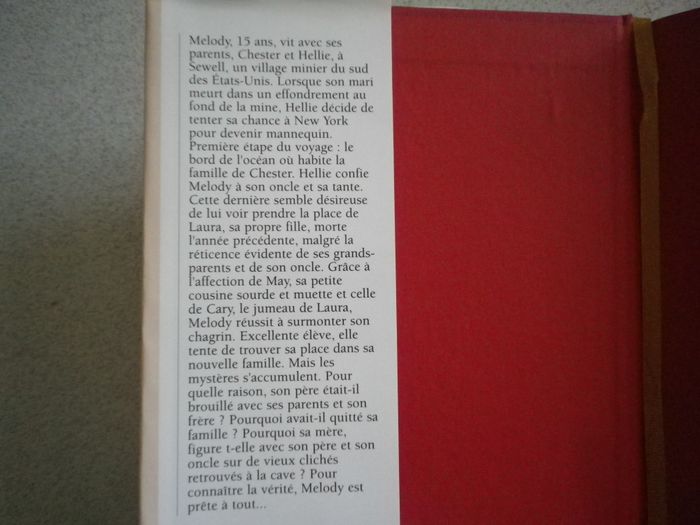 Melody, 15 ans, vit avec ses
parents, Chester et Hellie, à
Sewell, un village minier du sud
des États-Unis. Lorsque son mari
meurt dans un effondrement au
fond de la mine, Hellie décide de
tenter sa chance à New York
pour devenir mannequin.
Première étape du voyage : le
bord de l'océan où habite la
famille de Chester. Hellie confie
Melody à son oncle et sa tante.
Cette dernière semble désireuse
de lui voir prendre la place de
Laura, sa propre fille, morte
l'année précédente, malgré la
réticence évidente de ses grands-
parents et de son oncle. Grâce à
l'affection de May, sa petite
cousine sourde et muette et celle
de Cary, le jumeau de Laura,
Melody réussit à surmonter son
chagrin. Excellente élève, elle
tente de trouver sa place dans sa
nouvelle famille. Mais les
mystères s'accumulent. Pour
quelle raison, son père était-il
brouillé avec ses parents et son
frère ? Pourquoi avait-il quitté sa
famille ? Pourquoi sa mère,
figure t-elle avec son père et son
oncle sur de vieux clichés
retrouvés à la cave ? Pour
connaître la vérité, Melody est
prête à tout...